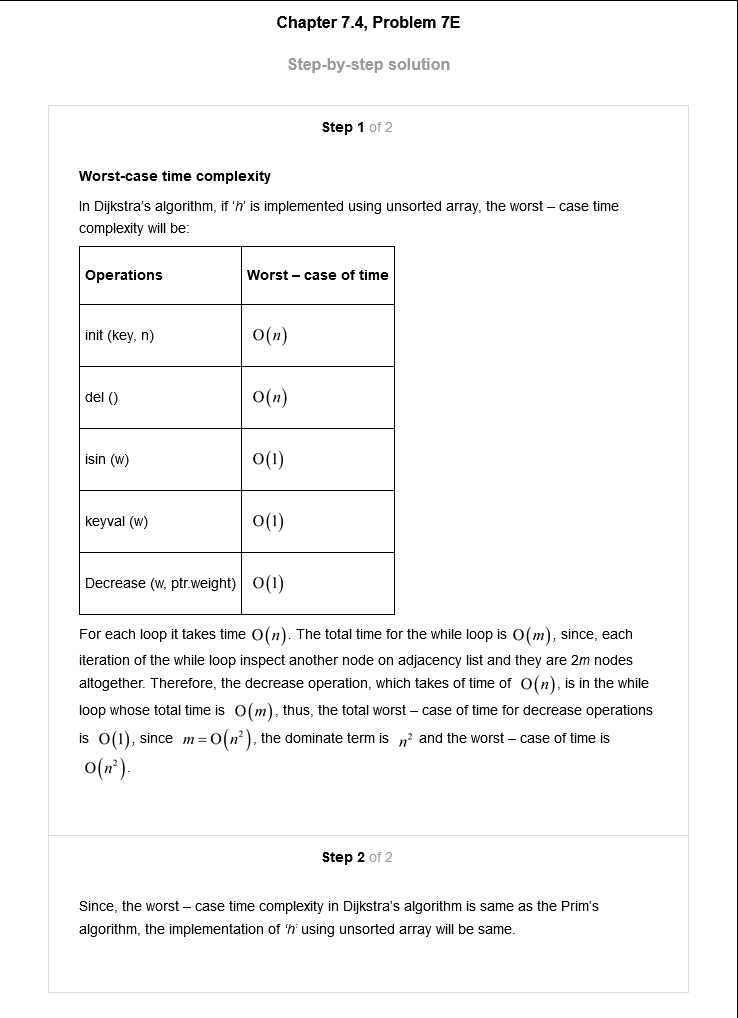 Chapter 7.4, Problem 7E
Step-by-step solution
Step 1 of 2
Worst-case time complexity
In Dijkstra's algorithm, if 'h' is implemented using unsorted array, the worst – case time
complexity will be:
Operations Worst – case of time
init (key, n) O(n)
del () O(n)
isin (w) O(1)
keyval (w) O(1)
Decrease (w, ptr.weight) O(1)
For each loop it takes time O(n). The total time for the while loop is O(m), since, each
iteration of the while loop inspect another node on adjacency list and they are 2m nodes
altogether. Therefore, the decrease operation, which takes of time of O(n), is in the while
loop whose total time is O(m), thus, the total worst – case of time for decrease operations
is O(1), since m = O(n²), the dominate term is n² and the worst – case of time is
O(n²).
Step 2 of 2
Since, the worst – case time complexity in Dijkstra's algorithm is same as the Prim's
algorithm, the implementation of 'h' using unsorted array will be same.